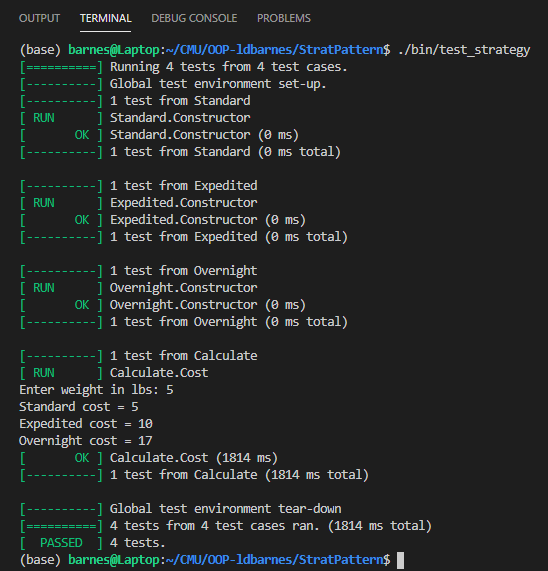 OUTPUT TERMINAL DEBUG CONSOLE PROBLEMS
(base) barnes@Laptop:~/CMU/OOP-ldbarnes/StratPattern$ ./bin/test_strategy
[==========] Running 4 tests from 4 test cases.
[----------] Global test environment set-up.
[----------] 1 test from Standard
[ RUN      ] Standard.Constructor
[       OK ] Standard.Constructor (0 ms)
[----------] 1 test from Standard (0 ms total)

[----------] 1 test from Expedited
[ RUN      ] Expedited.Constructor
[       OK ] Expedited.Constructor (0 ms)
[----------] 1 test from Expedited (0 ms total)

[----------] 1 test from Overnight
[ RUN      ] Overnight.Constructor
[       OK ] Overnight.Constructor (0 ms)
[----------] 1 test from Overnight (0 ms total)

[----------] 1 test from Calculate
[ RUN      ] Calculate.Cost
Enter weight in lbs: 5
Standard cost = 5
Expedited cost = 10
Overnight cost = 17
[       OK ] Calculate.Cost (1814 ms)
[----------] 1 test from Calculate (1814 ms total)

[----------] Global test environment tear-down
[==========] 4 tests from 4 test cases ran. (1814 ms total)
[  PASSED  ] 4 tests.
(base) barnes@Laptop:~/CMU/OOP-ldbarnes/StratPattern$